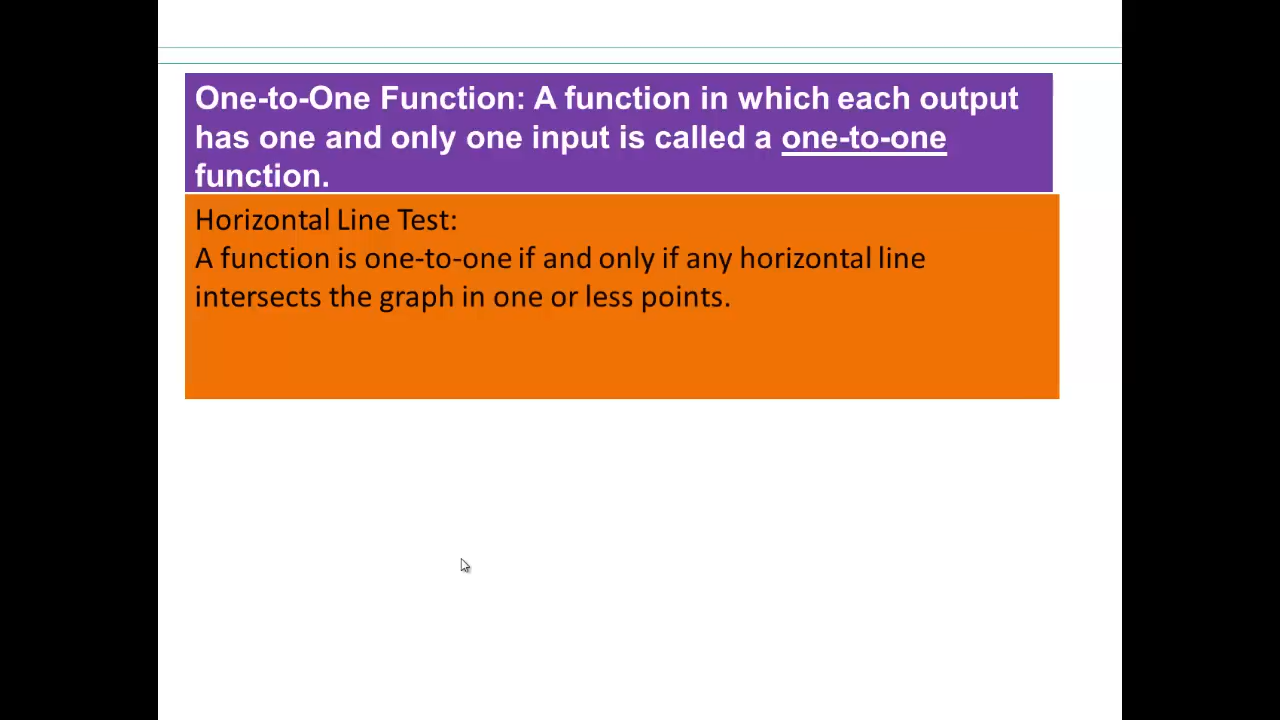 One-to-One Function: A function in which each output
has one and only one input is called a one-to-one
function.
Horizontal Line Test:
A function is one-to-one if and only if any horizontal line
intersects the graph in one or less points.